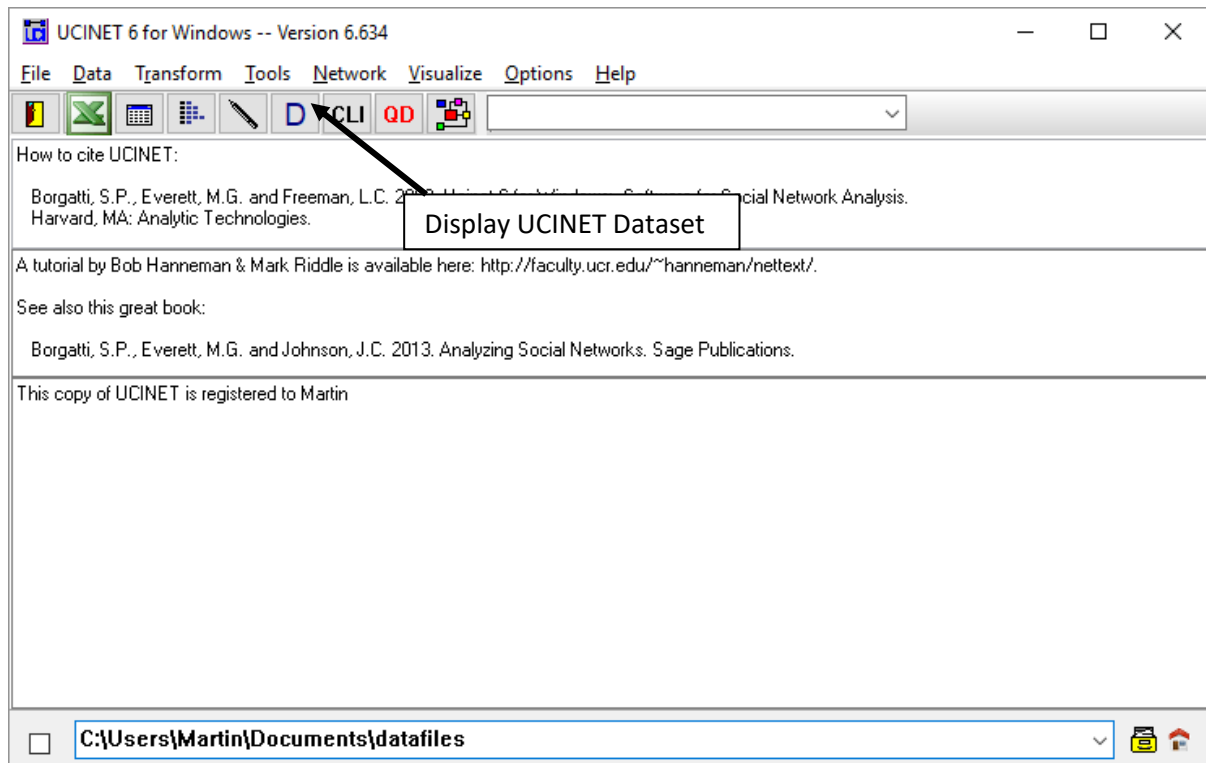 UCINET 6 for Windows -- Version 6.634
File Data Transform Tools Network Visualize Options Help
D CLI QD
How to cite UCINET:
Borgatti, S.P., Everett, M.G. and Freeman, L.C.
Harvard, MA: Analytic Technologies.
cial Network Analysis.
Display UCINET Dataset
A tutorial by Bob Hanneman & Mark Riddle is available here: http://faculty.ucr.edu/~hanneman/nettext/.
See also this great book:
Borgatti, S.P., Everett, M.G. and Johnson, J.C. 2013. Analyzing Social Networks. Sage Publications.
This copy of UCINET is registered to Martin
C:\Users\Martin\Documents\datafiles